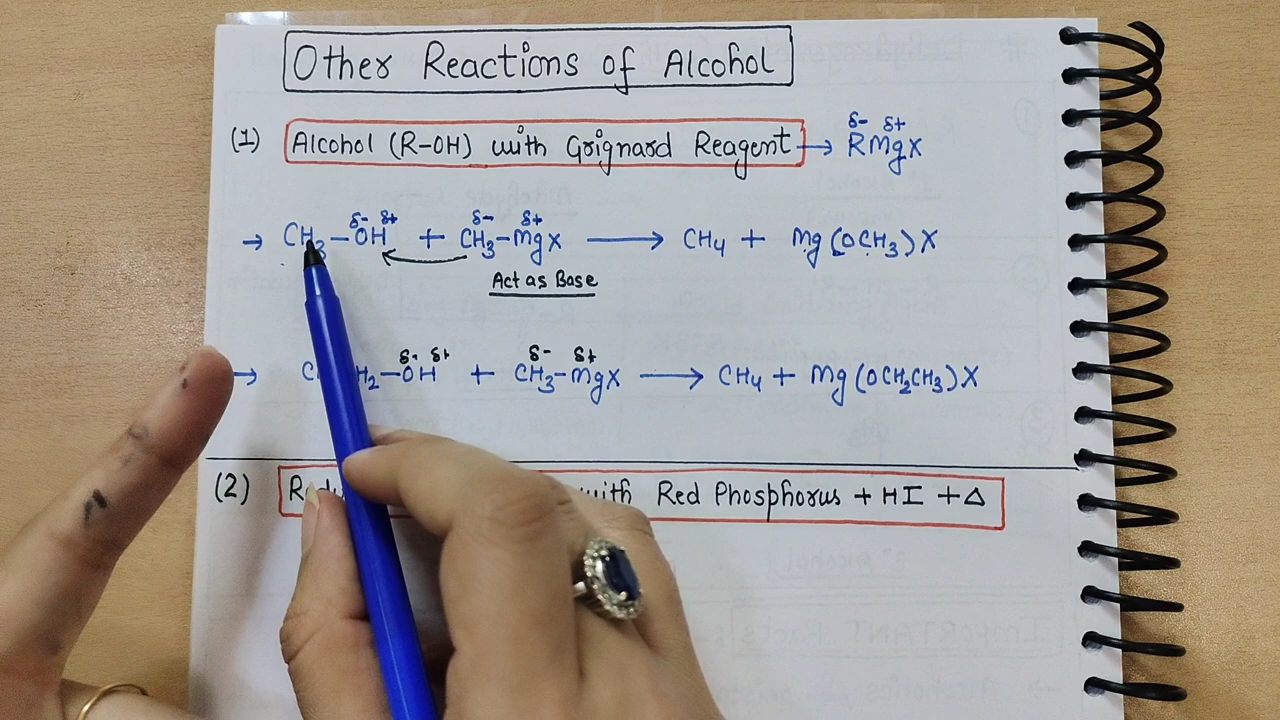 Other Reactions of Alcohol
(1) Alcohol (R-OH) with Grignard Reagent → RMgX
δ- δ+
δ- δ+ δ- δ+
→ CH3-OH + CH3-MgX → CH4 + Mg(OCH3)X
Act as Base
δ- δ+ δ- δ+
→ H2-OH + CH3-MgX → CH4 + Mg(OCH2CH3)X
(2) with Red Phosphorus + HI + Δ